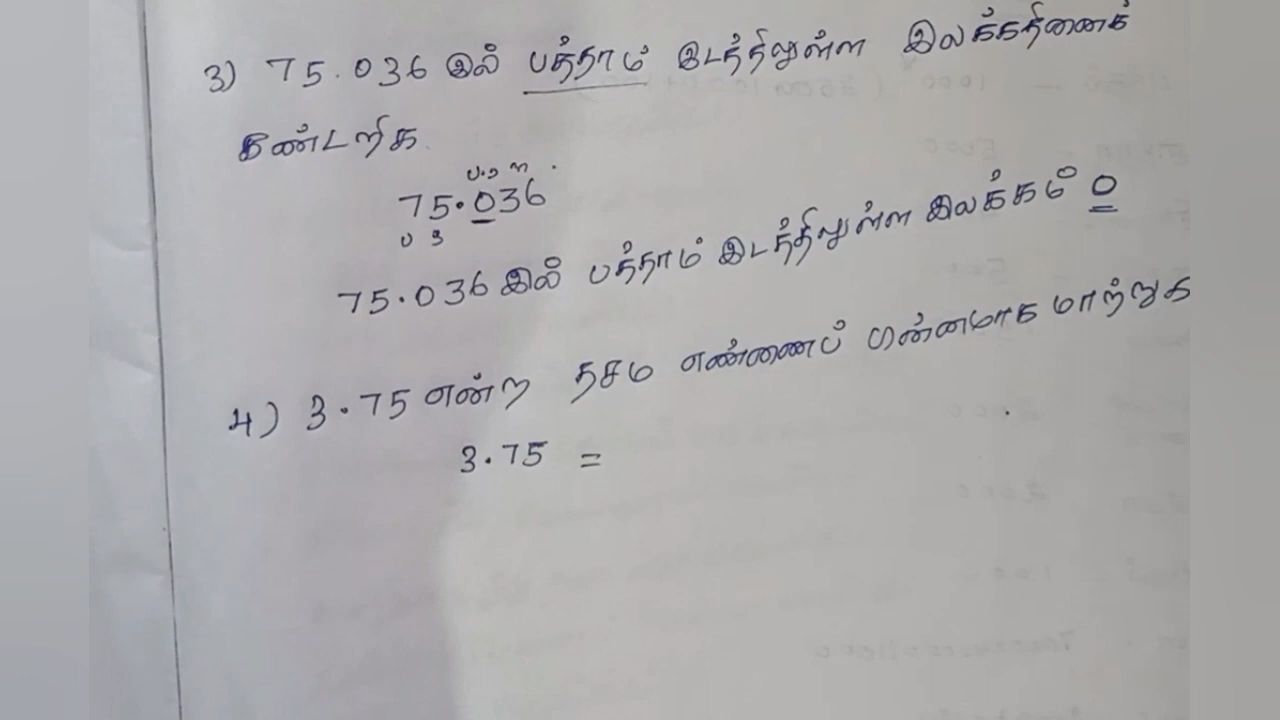 3) 75.036 இல் பத்தாம் இடத்திலுள்ள இலக்கதினைக்
கண்டறிக.
75.036
75.036 இல் பத்தாம் இடத்திலுள்ள இலக்கம் 0
4) 3.75 என்ற தசம எண்ணைப் பின்னமாக மாற்றுக
3.75 =